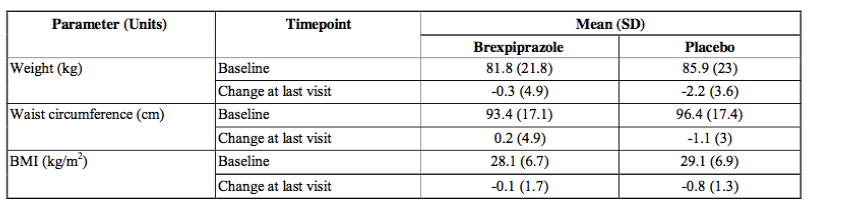 Parameter (Units) Timepoint Mean (SD)
Brexpiprazole Placebo
Weight (kg) Baseline 81.8 (21.8) 85.9 (23)
Change at last visit -0.3 (4.9) -2.2 (3.6)
Waist circumference (cm) Baseline 93.4 (17.1) 96.4 (17.4)
Change at last visit 0.2 (4.9) -1.1 (3)
BMI (kg/m²) Baseline 28.1 (6.7) 29.1 (6.9)
Change at last visit -0.1 (1.7) -0.8 (1.3)